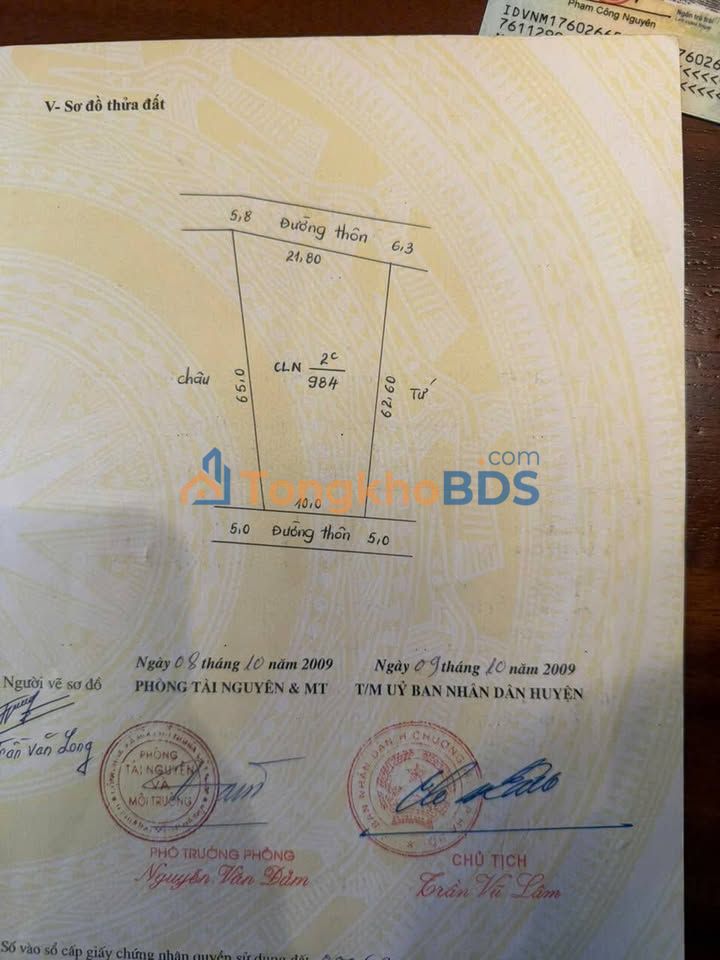 Phạm Công Nguyên
V- Sơ đồ thửa đất
5,8 Đường thôn 6,3
21,80
CLN 2c
984
châu
65,0
62,60
Tứ
TongkhoBDS.com
10,0
5,0 Đường thôn 5,0
Ngày 08 tháng 10 năm 2009
Ngày 09 tháng 10 năm 2009
Người vẽ sơ đồ
PHÒNG TÀI NGUYÊN & MT
T/M UỶ BAN NHÂN DÂN HUYỆN
Văn Long
PHÒNG
TÀI NGUYÊN
VÀ
MÔI TRƯỜNG
PHÓ TRƯỞNG PHÒNG
Nguyễn Văn Dảm
CHỦ TỊCH
Trần Vũ Lâm
Số vào sổ cấp giấy chứng nhận quyền sử dụng đất